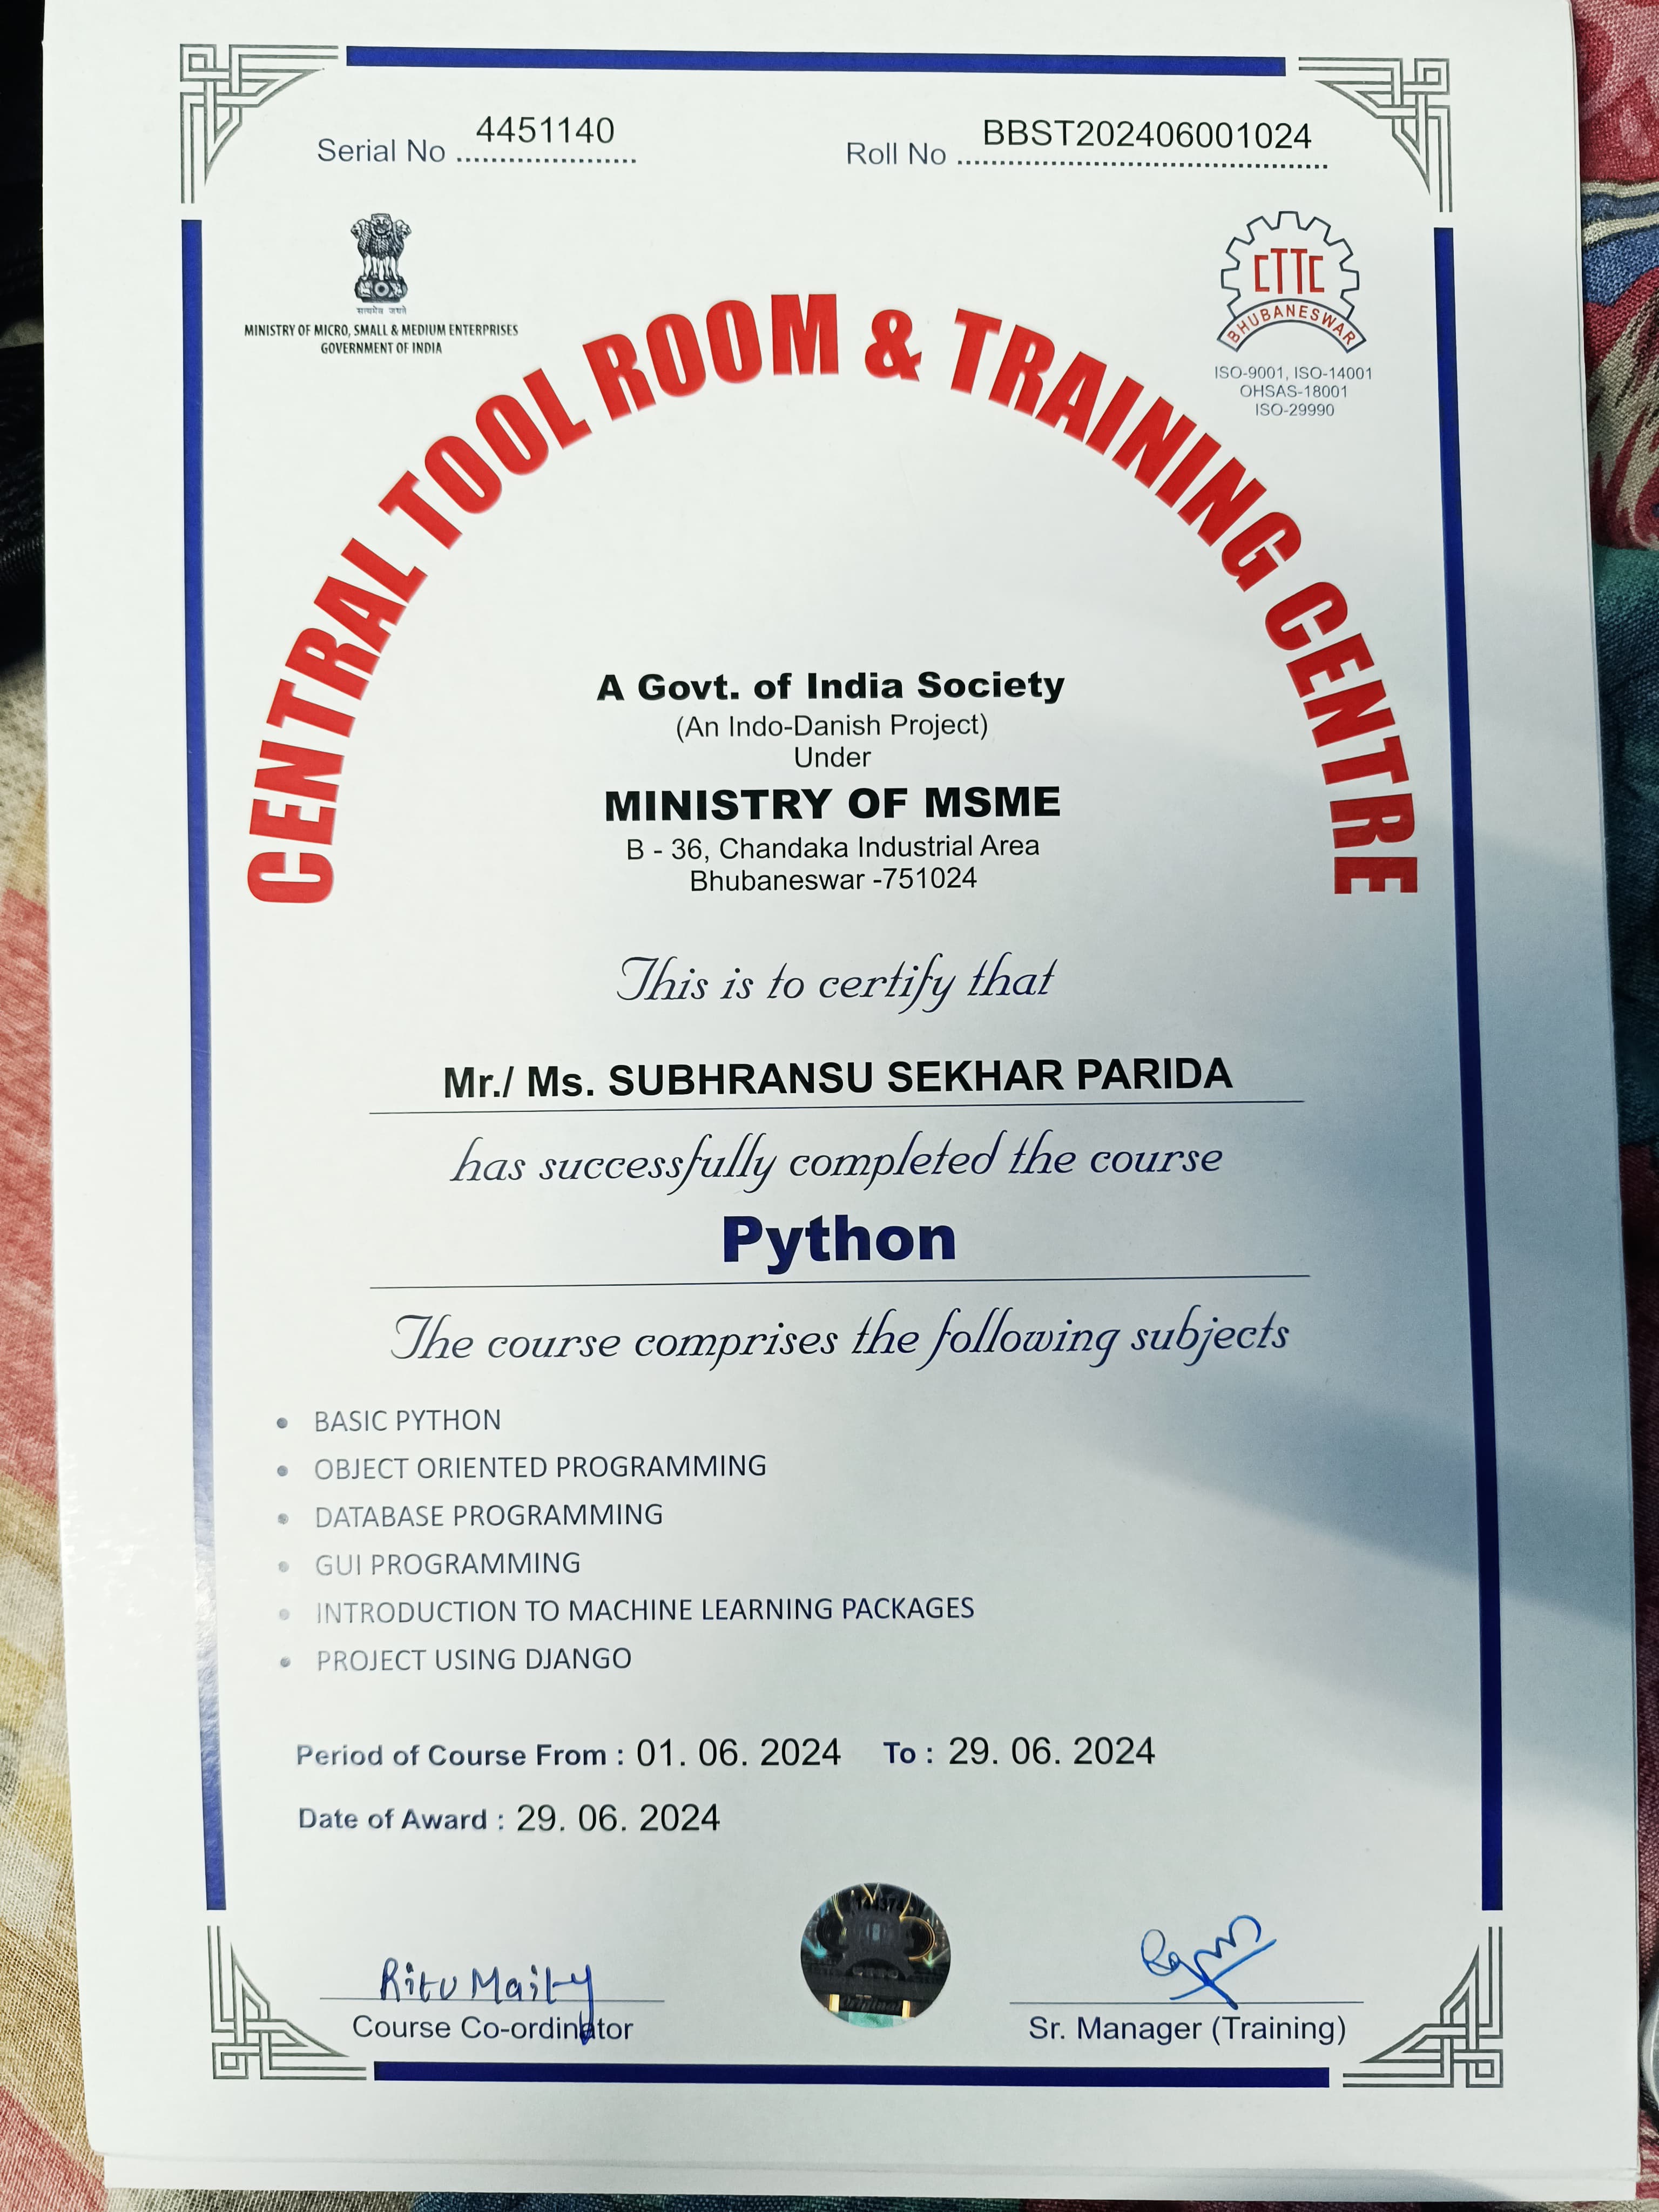 Serial No 4451140
Roll No BBST202406001024
सत्यमेव जयते
MINISTRY OF MICRO, SMALL & MEDIUM ENTERPRISES
GOVERNMENT OF INDIA
CTTC
BHUBANESWAR
ISO-9001, ISO-14001
OHSAS-18001
ISO-29990
CENTRAL TOOL ROOM & TRAINING CENTRE
A Govt. of India Society
(An Indo-Danish Project)
Under
MINISTRY OF MSME
B - 36, Chandaka Industrial Area
Bhubaneswar -751024
This is to certify that
Mr./ Ms. SUBHRANSU SEKHAR PARIDA
has successfully completed the course
Python
The course comprises the following subjects
• BASIC PYTHON
• OBJECT ORIENTED PROGRAMMING
• DATABASE PROGRAMMING
• GUI PROGRAMMING
• INTRODUCTION TO MACHINE LEARNING PACKAGES
• PROJECT USING DJANGO
Period of Course From : 01. 06. 2024 To : 29. 06. 2024
Date of Award : 29. 06. 2024
Ritu Maity
Course Co-ordinator
Sr. Manager (Training)